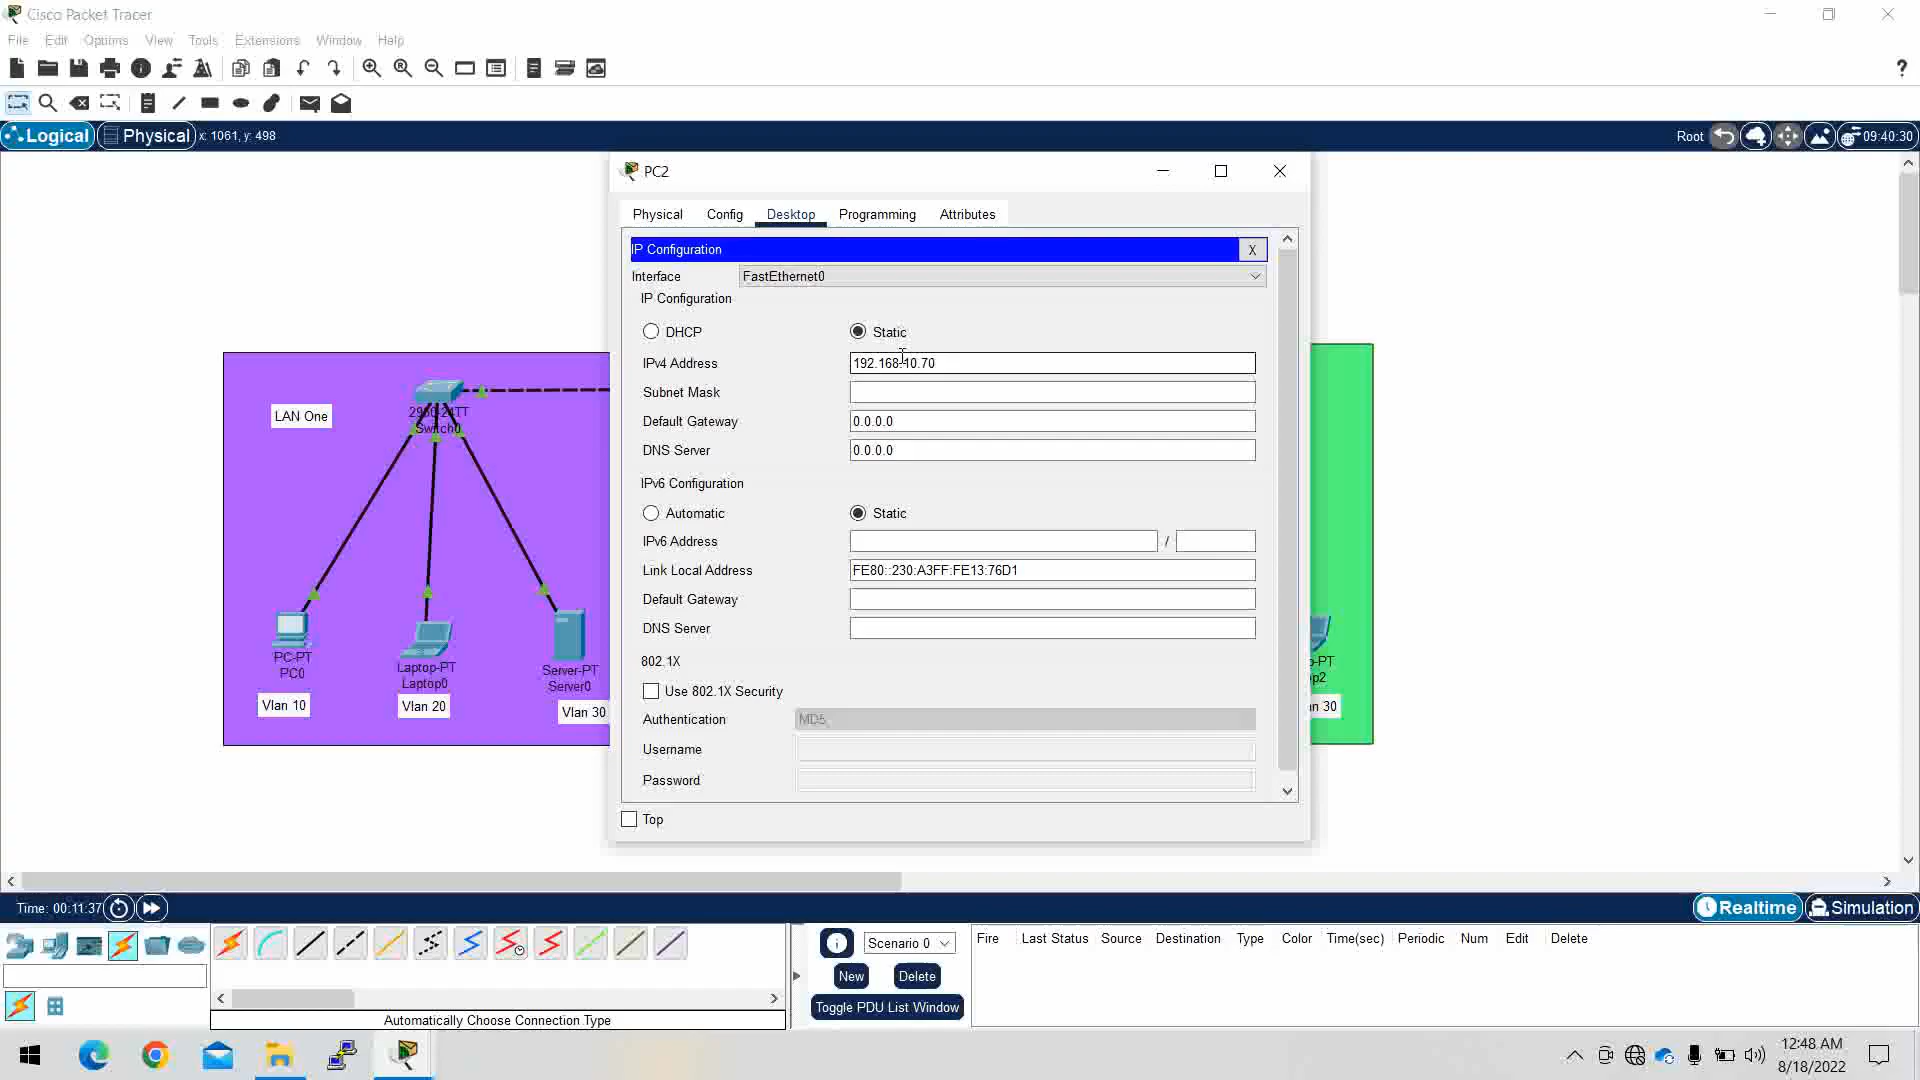 Cisco Packet Tracer
File Edit Options View Tools Extensions Window Help
?
Logical Physical x: 1061, y: 498 Root 09:40:30
PC2
Physical Config Desktop Programming Attributes
IP Configuration X
Interface FastEthernet0
IP Configuration
DHCP Static
IPv4 Address 192.168.10.70
Subnet Mask
Default Gateway 0.0.0.0
DNS Server 0.0.0.0
IPv6 Configuration
Automatic Static
IPv6 Address /
Link Local Address FE80::230:A3FF:FE13:76D1
Default Gateway
DNS Server
802.1X
Use 802.1X Security
Authentication MD5
Username
Password
Top
LAN One
2950-24TT
Switch0
PC-PT
PC0
Vlan 10
Laptop-PT
Laptop0
Vlan 20
Server-PT
Server0
Vlan 30
p-PT
op2
an 30
Time: 00:11:37 Realtime Simulation
Scenario 0
New Delete
Toggle PDU List Window
Fire Last Status Source Destination Type Color Time(sec) Periodic Num Edit Delete
Automatically Choose Connection Type
12:48 AM
8/18/2022